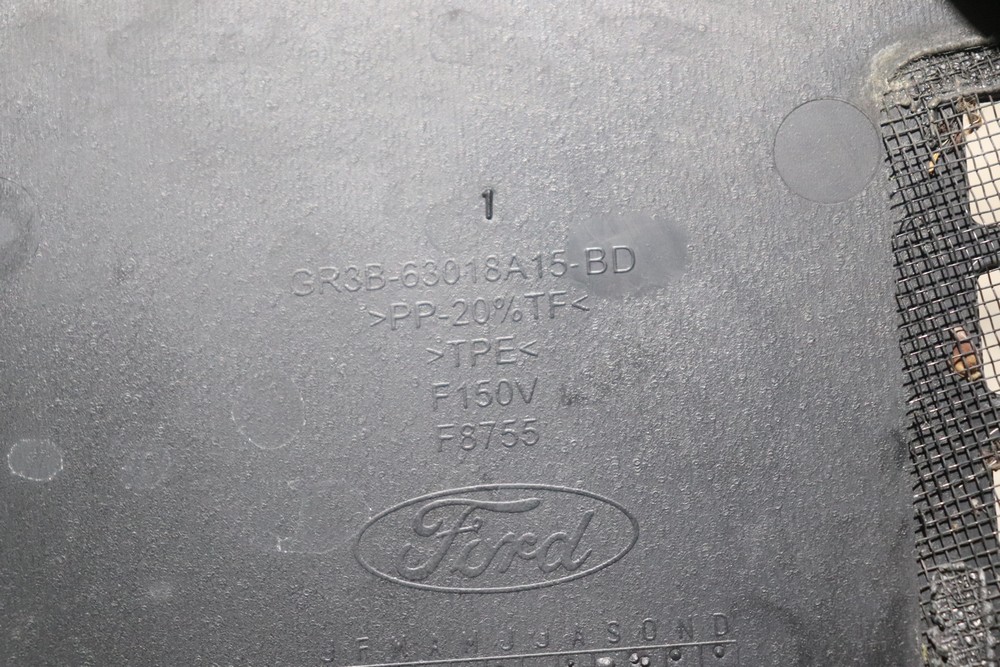 1
GR3B-63018A15-BD
>PP-20%TF<
>TPE<
F150V
F8755
Ford
J F M A M J J A S O N D